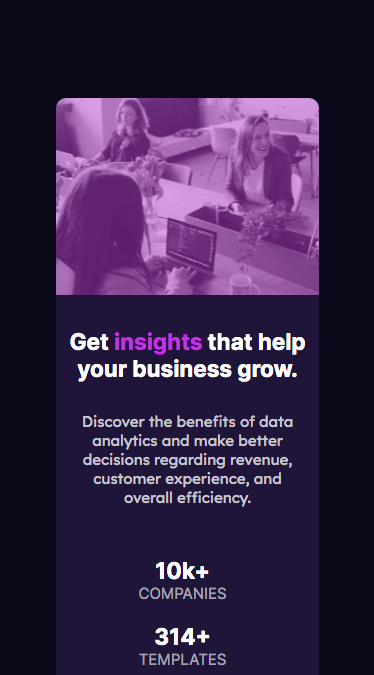 Get insights that help
your business grow.
Discover the benefits of data
analytics and make better
decisions regarding revenue,
customer experience, and
overall efficiency.
10k+
COMPANIES
314+
TEMPLATES